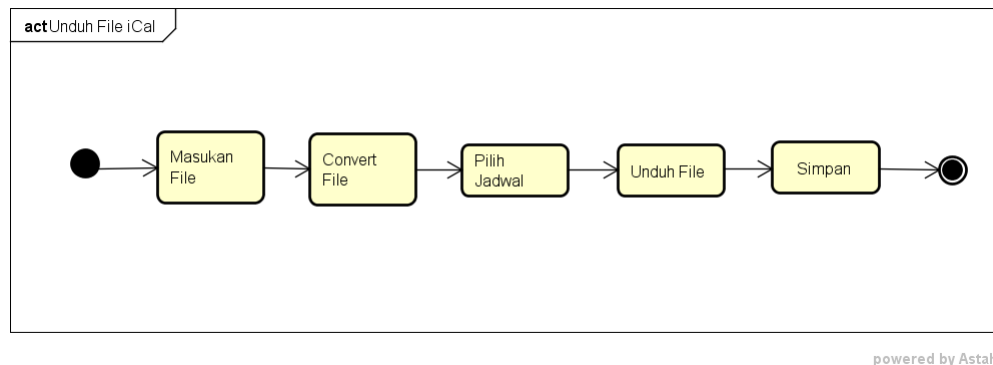 act Unduh File iCal
Masukan
File
Convert
File
Pilih
Jadwal
Unduh File
Simpan
powered by Astah